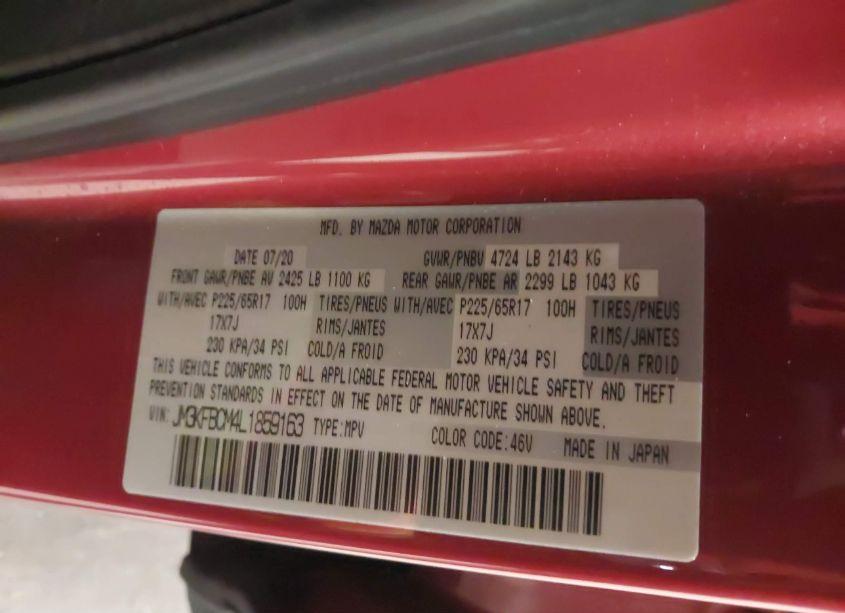 MFD. BY MAZDA MOTOR CORPORATION
DATE 07/20 GVWR/PNBV 4724 LB 2143 KG
FRONT GAWR/PNBE AV 2425 LB 1100 KG REAR GAWR/PNBE AR 2299 LB 1043 KG
WITH/AVEC P225/65R17 100H TIRES/PNEUS WITH/AVEC P225/65R17 100H TIRES/PNEUS
17X7J RIMS/JANTES 17X7J RIMS/JANTES
230 KPA/34 PSI COLD/A FROID 230 KPA/34 PSI COLD/A FROID
THIS VEHICLE CONFORMS TO ALL APPLICABLE FEDERAL MOTOR VEHICLE SAFETY AND THEFT
PREVENTION STANDARDS IN EFFECT ON THE DATE OF MANUFACTURE SHOWN ABOVE.
VIN: JM3KFBCM4L1859163 TYPE:MPV COLOR CODE:46V MADE IN JAPAN